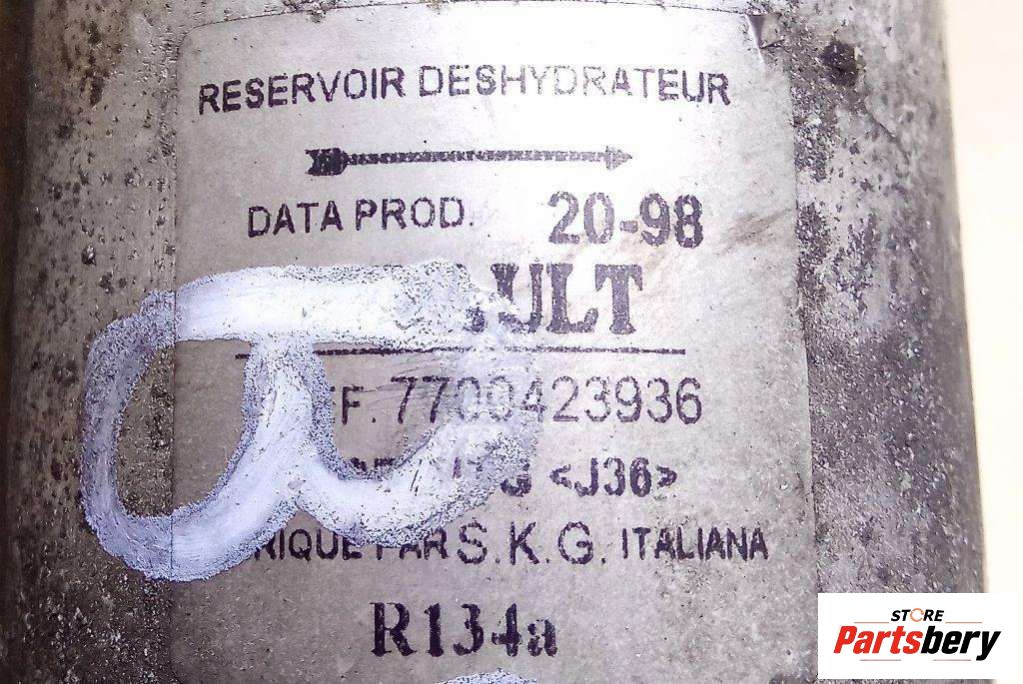 RESERVOIR DESHYDRATEUR
DATA PROD. 20-98
ULT
F. 7700423936
<J36>
RIQUE PAR S.K.G. ITALIANA
R134a
STORE
Partsbery